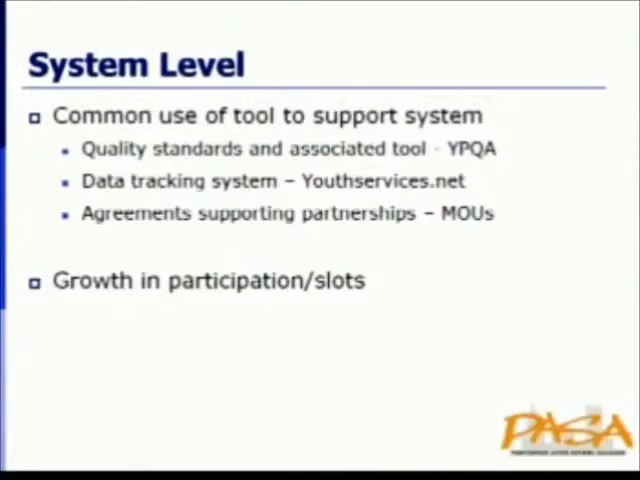 System Level
Common use of tool to support system
Quality standards and associated tool - YPQA
Data tracking system – Youthservices.net
Agreements supporting partnerships – MOUs
Growth in participation/slots
PASA